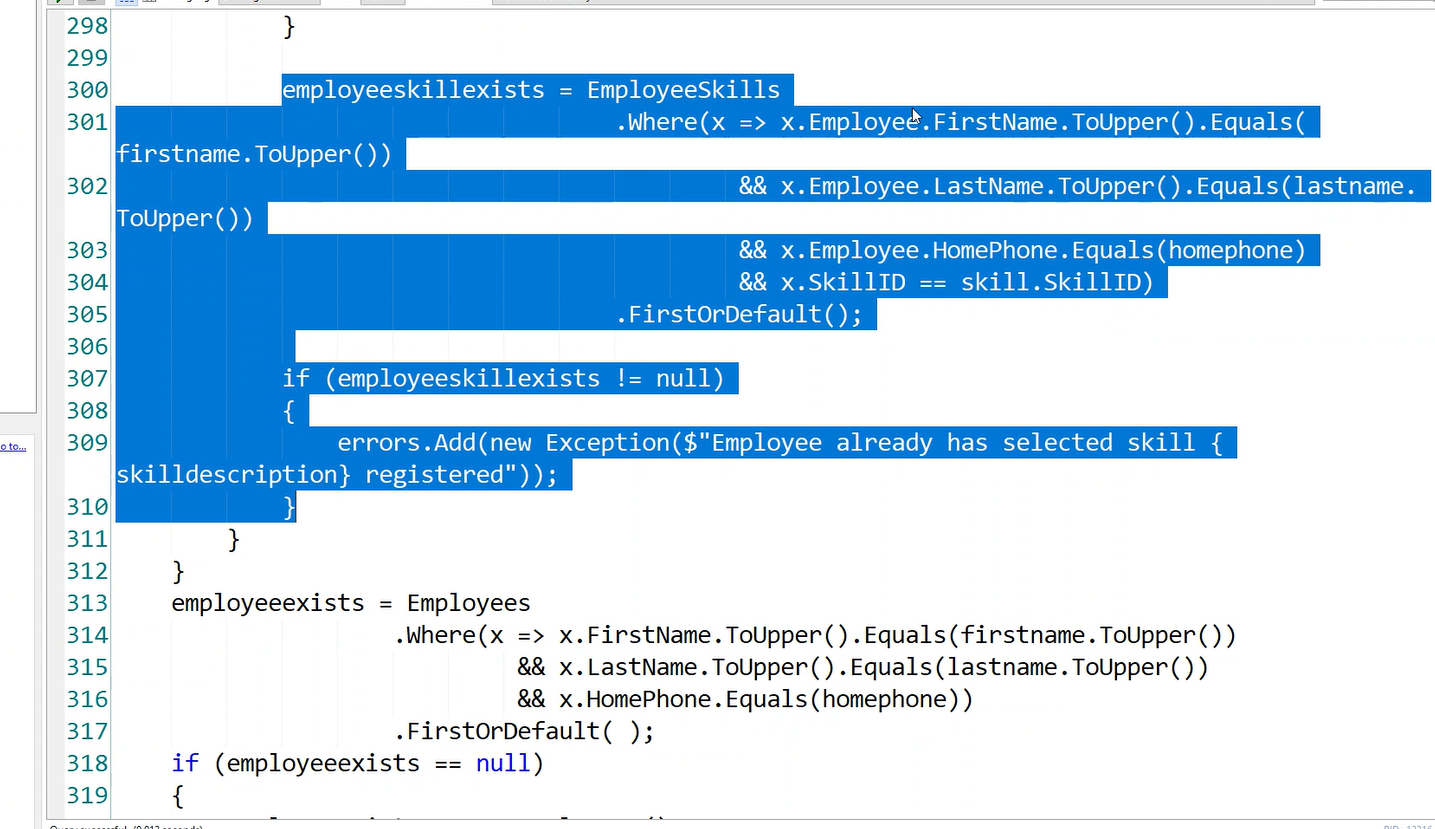 298 }
299
300 employeeskillexists = EmployeeSkills
301 .Where(x => x.Employee.FirstName.ToUpper().Equals(
firstname.ToUpper())
302 && x.Employee.LastName.ToUpper().Equals(lastname.
ToUpper())
303 && x.Employee.HomePhone.Equals(homephone)
304 && x.SkillID == skill.SkillID)
305 .FirstOrDefault();
306
307 if (employeeskillexists != null)
308 {
309 errors.Add(new Exception($"Employee already has selected skill {
skilldescription} registered"));
310 }
o to...
311 }
312 }
313 employeeexists = Employees
314 .Where(x => x.FirstName.ToUpper().Equals(firstname.ToUpper())
315 && x.LastName.ToUpper().Equals(lastname.ToUpper())
316 && x.HomePhone.Equals(homephone))
317 .FirstOrDefault( );
318 if (employeeexists == null)
319 {